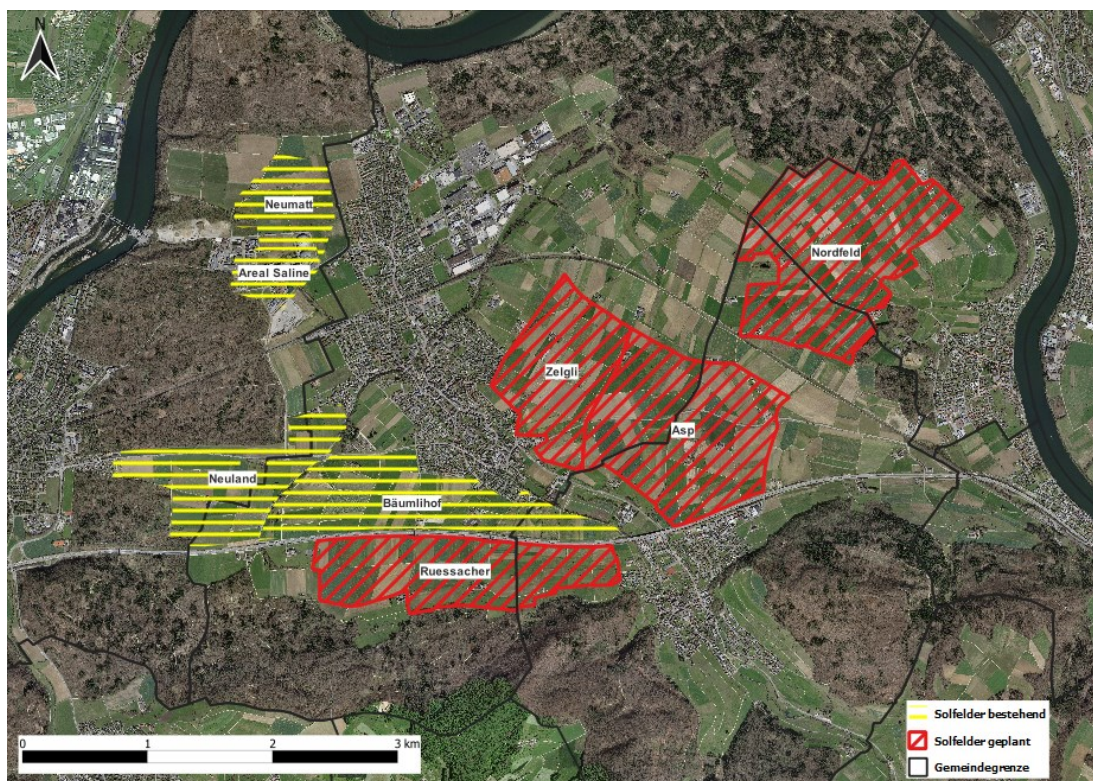 N
Neumatt
Areal Saline
Nordfeld
Zelgli
Asp
Neuland
Bäumlihof
Ruessacher
0 1 2 3 km
Solfelder bestehend
Solfelder geplant
Gemeindegrenze